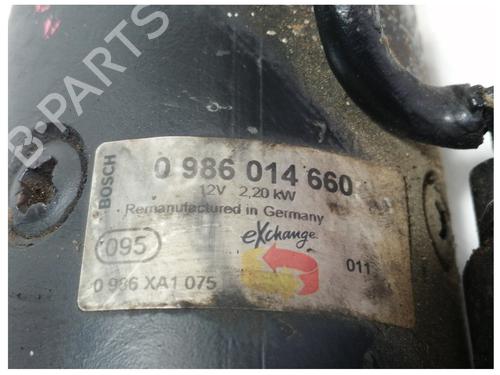 BOSCH
0 986 014 660
12V 2.20 kW
Remanufactured in Germany
eXchange
095
011
0 986 XA1 075
B-PARTS